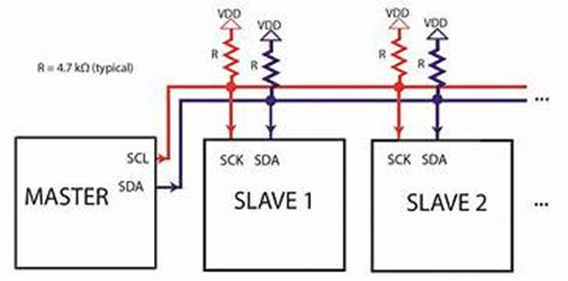 VDD
VDD
VDD
VDD
R
R
R
R
R = 4.7 kΩ (typical)
...
SCL
SDA
MASTER
SCK SDA
SLAVE 1
SCK SDA
SLAVE 2
...